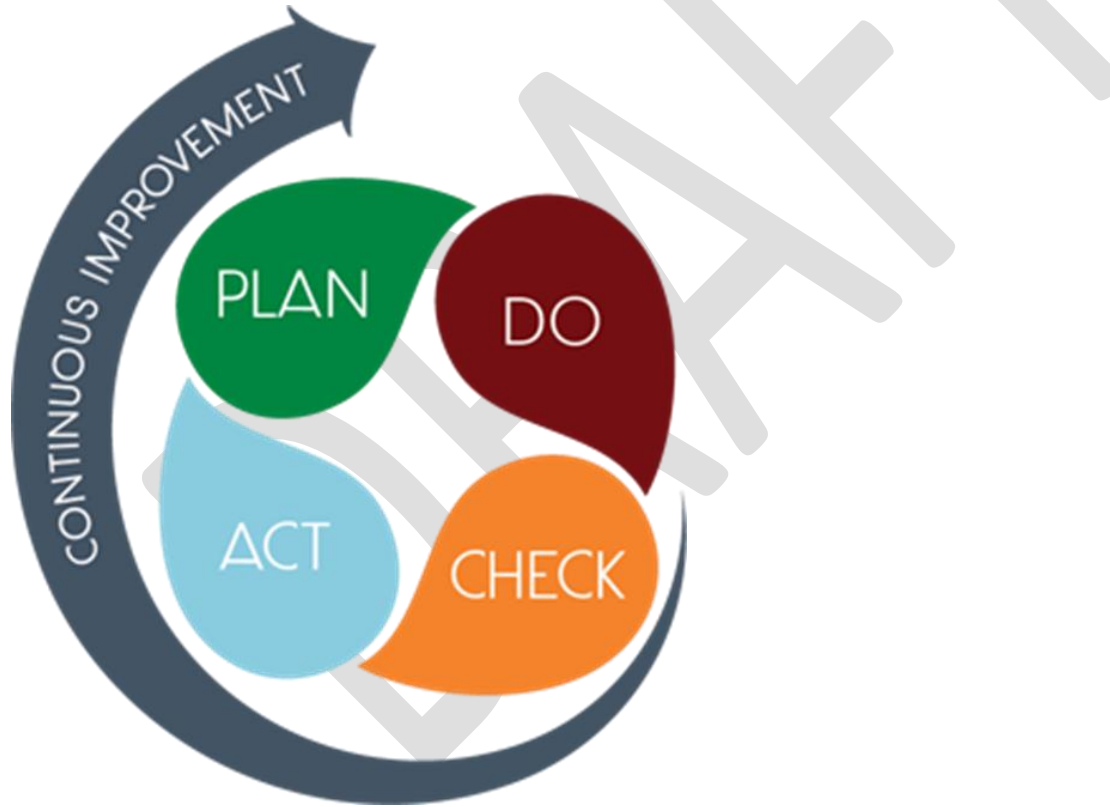 CONTINUOUS IMPROVEMENT
PLAN
DO
ACT
CHECK
DRAFT